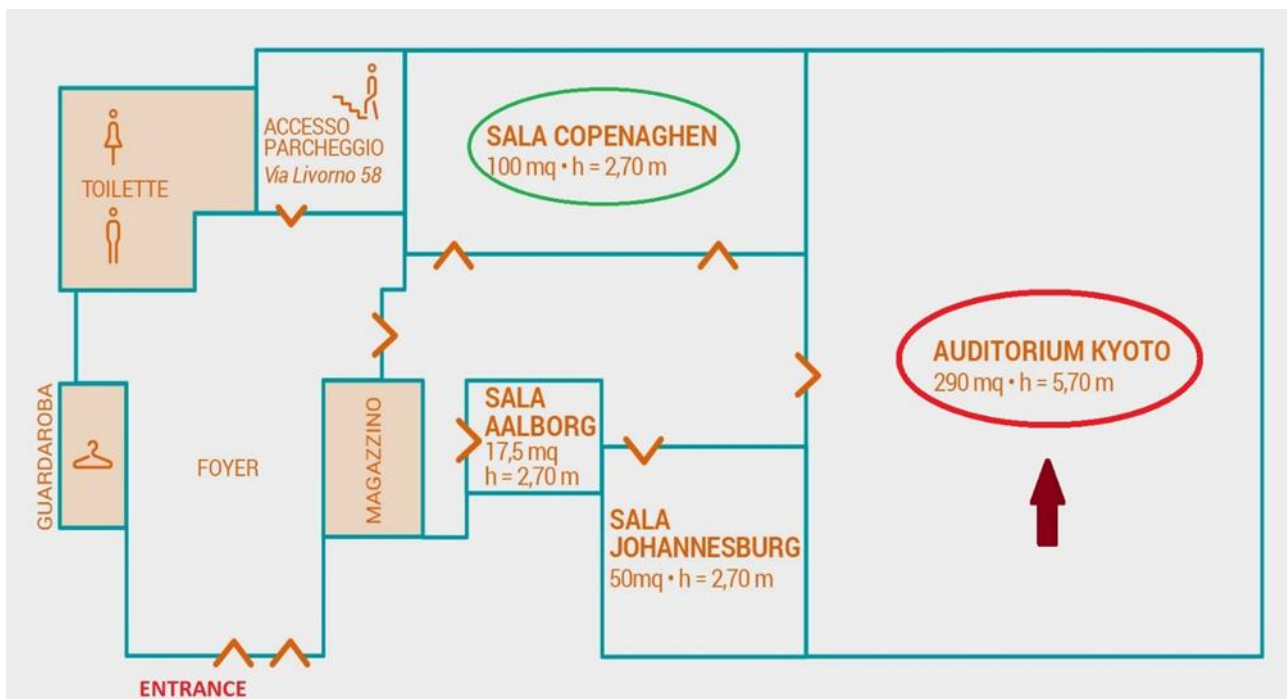 TOILETTE
ACCESSO
PARCHEGGIO
Via Livorno 58
SALA COPENAGHEN
100 mq • h = 2,70 m
AUDITORIUM KYOTO
290 mq • h = 5,70 m
GUARDAROBA
FOYER
MAGAZZINO
SALA
AALBORG
17,5 mq
h = 2,70 m
SALA
JOHANNESBURG
50mq • h = 2,70 m
ENTRANCE